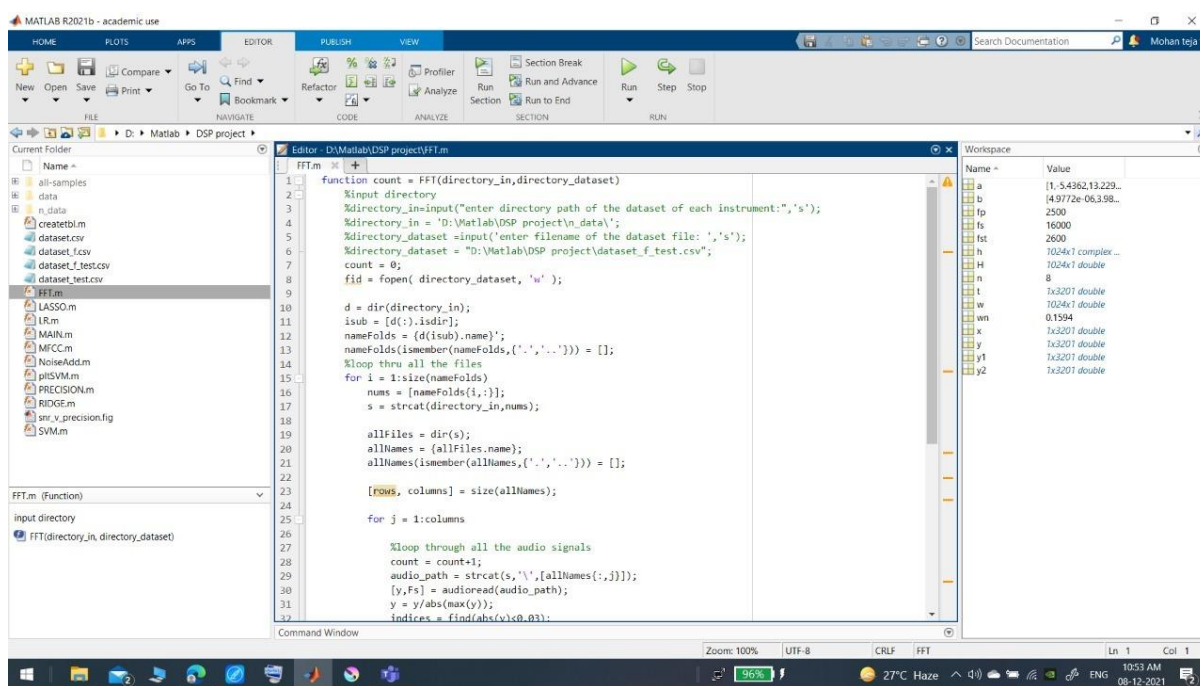 MATLAB R2021b - academic use
HOME PLOTS APPS EDITOR PUBLISH VIEW Search Documentation Mohan teja
New Open Save Compare Print Go To Find Bookmark Refactor Profiler Analyze Run Section Section Break Run and Advance Run to End Run Step Stop
FILE NAVIGATE CODE ANALYZE SECTION RUN
D: Matlab DSP project
Current Folder
Name
all-samples
data
n_data
createtbl.m
dataset.csv
dataset_f.csv
dataset_f_test.csv
dataset_test.csv
FFT.m
LASSO.m
LR.m
MAIN.m
MFCC.m
NoiseAdd.m
pltSVM.m
PRECISION.m
RIDGE.m
snr_v_precision.fig
SVM.m
FFT.m (Function)
input directory
FFT(directory_in, directory_dataset)
Editor - D:\Matlab\DSP project\FFT.m
FFT.m
1 function count = FFT(directory_in,directory_dataset)
2 %input directory
3 %directory_in=input("enter directory path of the dataset of each instrument:",'s');
4 %directory_in = 'D:\Matlab\DSP project\n_data\';
5 %directory_dataset =input('enter filename of the dataset file: ','s');
6 %directory_dataset = "D:\Matlab\DSP project\dataset_f_test.csv";
7 count = 0;
8 fid = fopen( directory_dataset, 'w' );
9
10 d = dir(directory_in);
11 isub = [d(:).isdir];
12 nameFolds = {d(isub).name}';
13 nameFolds(ismember(nameFolds,{'.','..'})) = [];
14 %loop thru all the files
15 for i = 1:size(nameFolds)
16 nums = [nameFolds{i,:}];
17 s = strcat(directory_in,nums);
18
19 allFiles = dir(s);
20 allNames = {allFiles.name};
21 allNames(ismember(allNames,{'.','..'})) = [];
22
23 [rows, columns] = size(allNames);
24
25 for j = 1:columns
26
27 %loop through all the audio signals
28 count = count+1;
29 audio_path = strcat(s,'\',[allNames{:,j}]);
30 [y,Fs] = audioread(audio_path);
31 y = y/abs(max(y));
32 indices = find(abs(y)<0.03);
Command Window
Workspace
Name Value
a [1,-5.4362,13.229...
b [4.9772e-06,3.98...
fp 2500
fs 16000
fst 2600
h 1024x1 complex ...
H 1024x1 double
n 8
t 1x3201 double
w 1024x1 double
wn 0.1594
x 1x3201 double
y 1x3201 double
y1 1x3201 double
y2 1x3201 double
Zoom: 100% UTF-8 CRLF FFT Ln 1 Col 1
96% 27°C Haze ENG 10:53 AM
08-12-2021